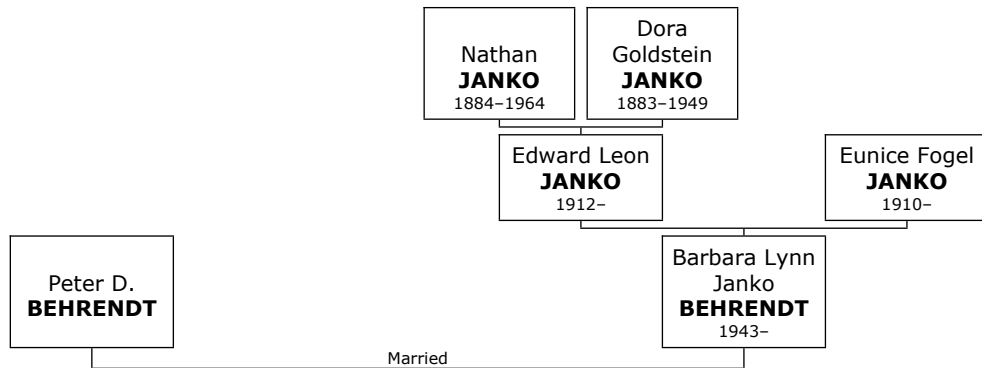 Nathan
JANKO
1884–1964
Dora
Goldstein
JANKO
1883–1949
Edward Leon
JANKO
1912–
Eunice Fogel
JANKO
1910–
Peter D.
BEHRENDT
Barbara Lynn
Janko
BEHRENDT
1943–
Married